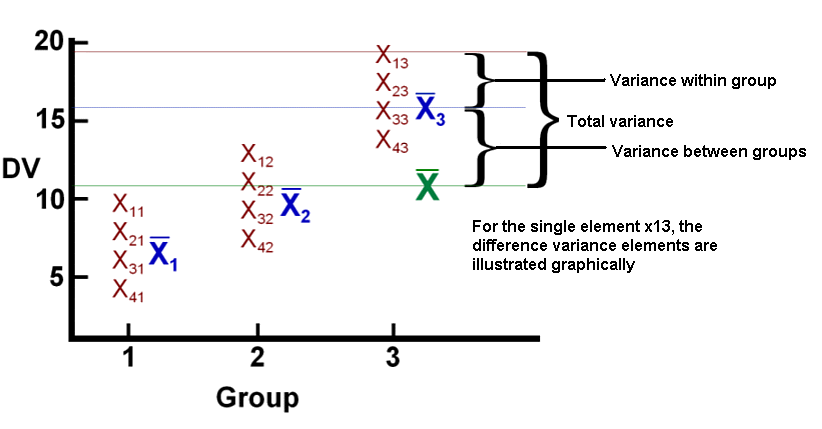 20
X13
Variance within group
X23
X̅3
X33
15
Total variance
X12
X43
Variance between groups
DV
X22
X̅
10
X11
X32
X̅2
X21
X42
For the single element x13, the
difference variance elements are
illustrated graphically
X̅1
X31
5
X41
1 2 3
Group